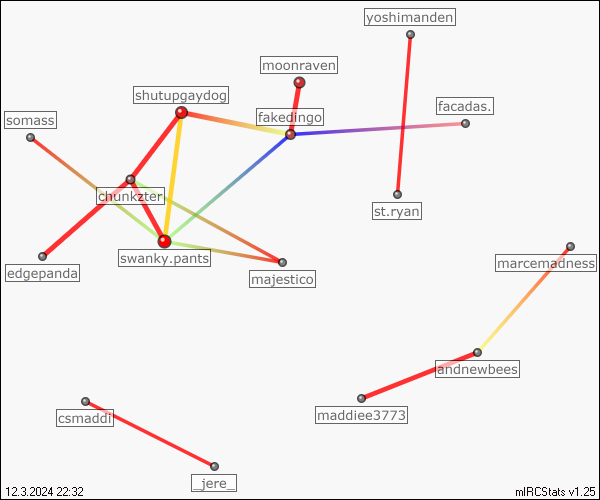 yoshimanden
moonraven
shutupgaydog
facadas.
somass
fakedingo
chunkzter
st.ryan
swanky.pants
marcemadness
edgepanda
majestico
andnewbees
maddiee3773
csmaddi
_jere_
12.3.2024 22:32
mIRCStats v1.25